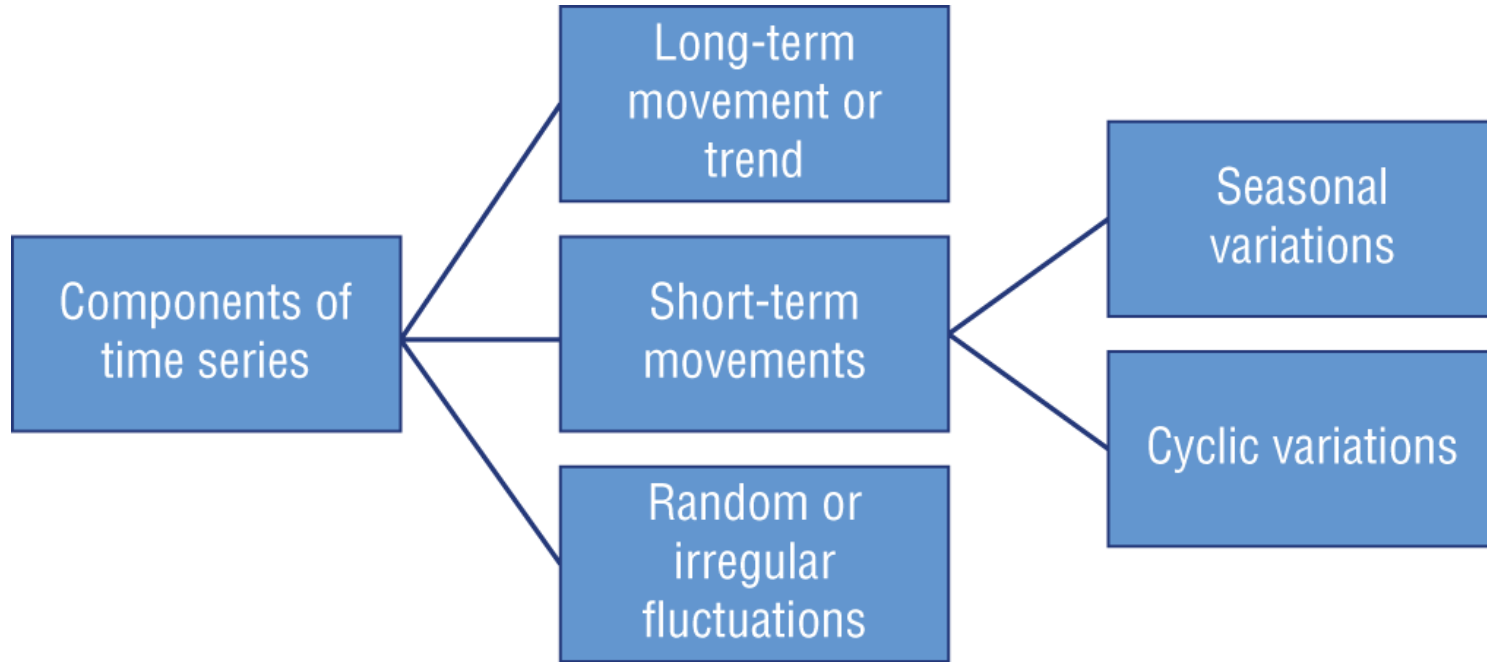 Components of
time series
Long-term
movement or
trend
Short-term
movements
Random or
irregular
fluctuations
Seasonal
variations
Cyclic variations